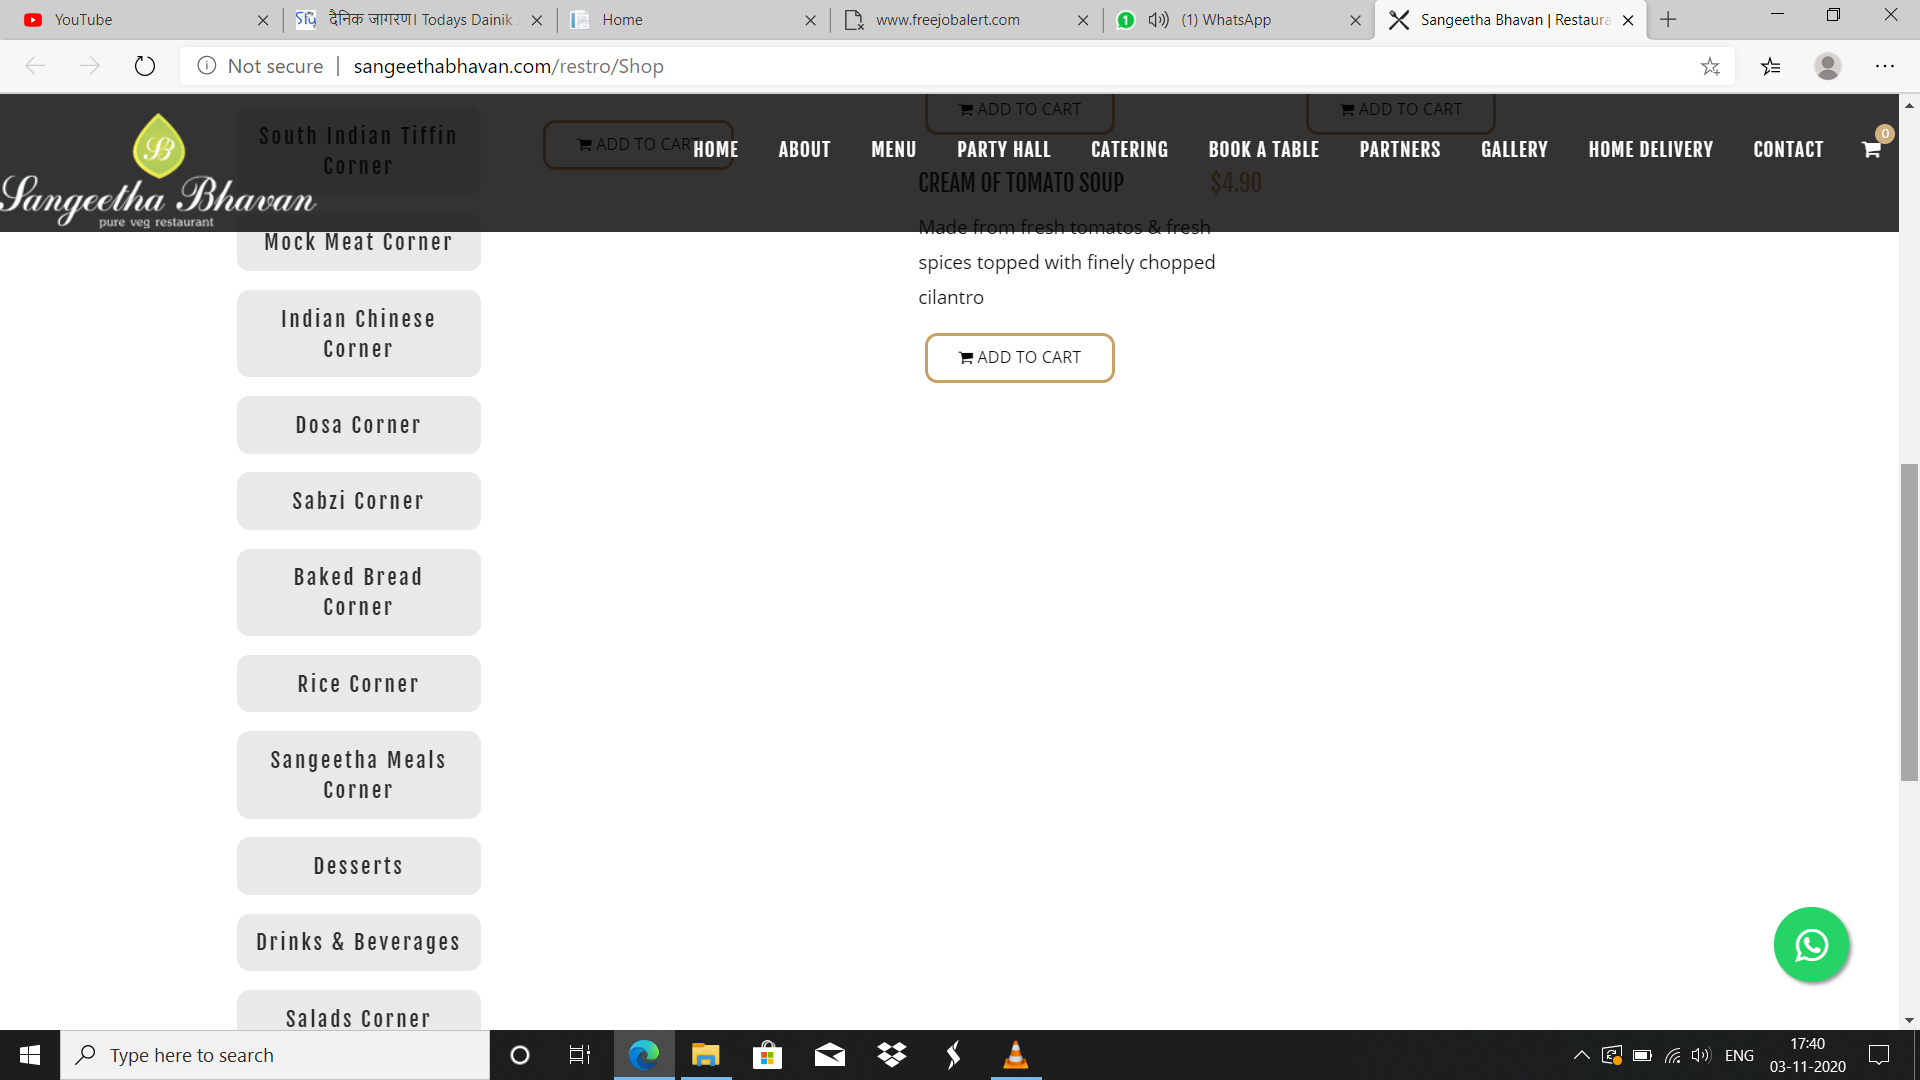 YouTube
दैनिक जागरण। Todays Dainik J
Home
www.freejobalert.com
1 (1) WhatsApp
Sangeetha Bhavan | Restaura
Not secure | sangeethabhavan.com/restro/Shop
B
Sangeetha Bhavan
pure veg restaurant
HOME ABOUT MENU PARTY HALL CATERING BOOK A TABLE PARTNERS GALLERY HOME DELIVERY CONTACT 0
South Indian Tiffin
Corner
Mock Meat Corner
Indian Chinese
Corner
Dosa Corner
Sabzi Corner
Baked Bread
Corner
Rice Corner
Sangeetha Meals
Corner
Desserts
Drinks & Beverages
Salads Corner
ADD TO CART
ADD TO CART
ADD TO CART
CREAM OF TOMATO SOUP $4.90
Made from fresh tomatos & fresh
spices topped with finely chopped
cilantro
ADD TO CART
Type here to search
ENG
17:40
03-11-2020